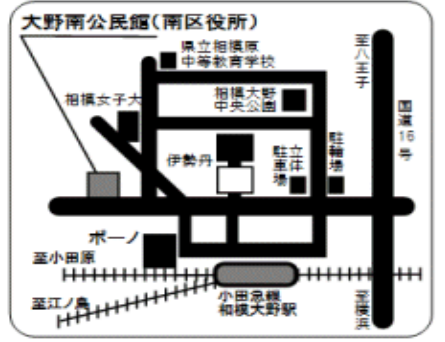 大野南公民館(南区役所)
県立相模原
中等教育学校
至八王子
相模女子大
相模大野
中央公園
国道16号
伊勢丹
立体
駐車場
駐輪場
ボーノ
至小田原
至江ノ島
小田急線
相模大野駅
至横浜